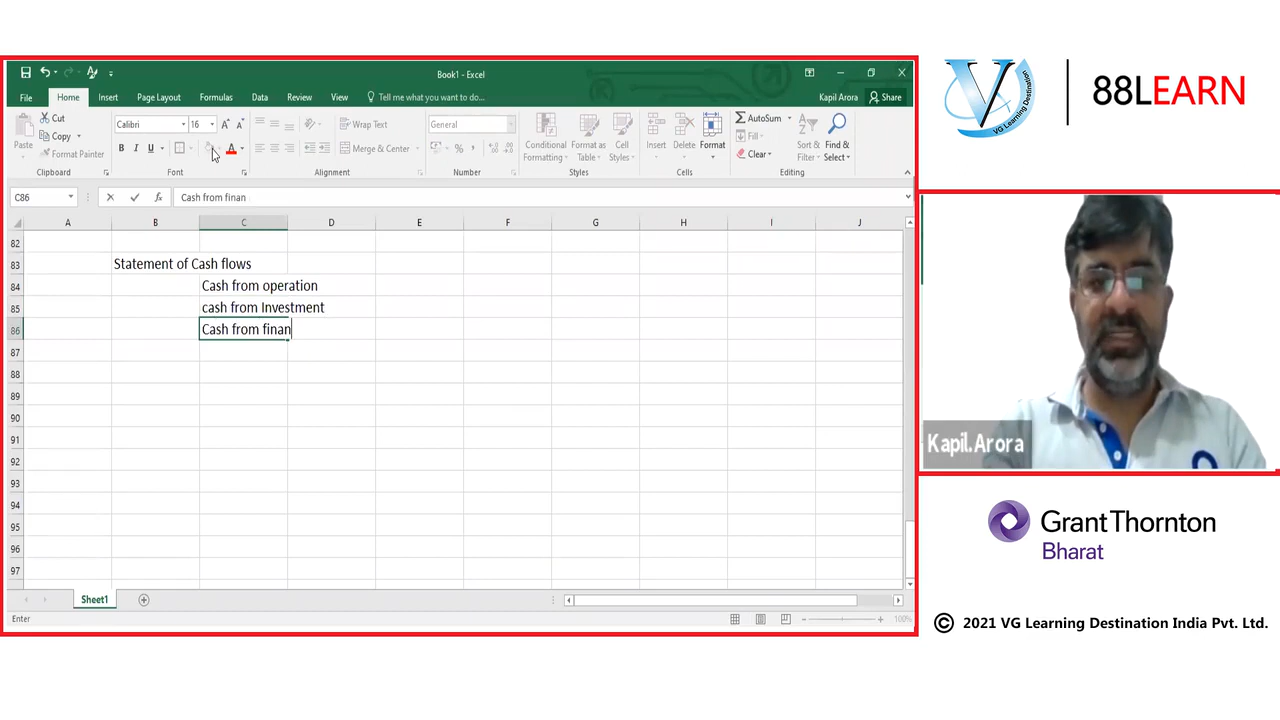 Book1 - Excel
File Home Insert Page Layout Formulas Data Review View Tell me what you want to do... Kapil Arora Share
Paste Cut Copy Format Painter Clipboard
Calibri 16 A A B I U A Font
Wrap Text Merge & Center Alignment
General % , Number
Conditional Formatting Format as Table Cell Styles Styles
Insert Delete Format Cells
AutoSum Fill Clear Sort & Filter Find & Select Editing
C86 fx Cash from finan
A B C D E F G H I J
82
83 Statement of Cash flows
84 Cash from operation
85 cash from Investment
86 Cash from finan
87
88
89
90
91
92
93
94
95
96
97
Sheet1
Enter 100%
V VG Learning Destination
88LEARN
Kapil.Arora
Grant Thornton
Bharat
© 2021 VG Learning Destination India Pvt. Ltd.